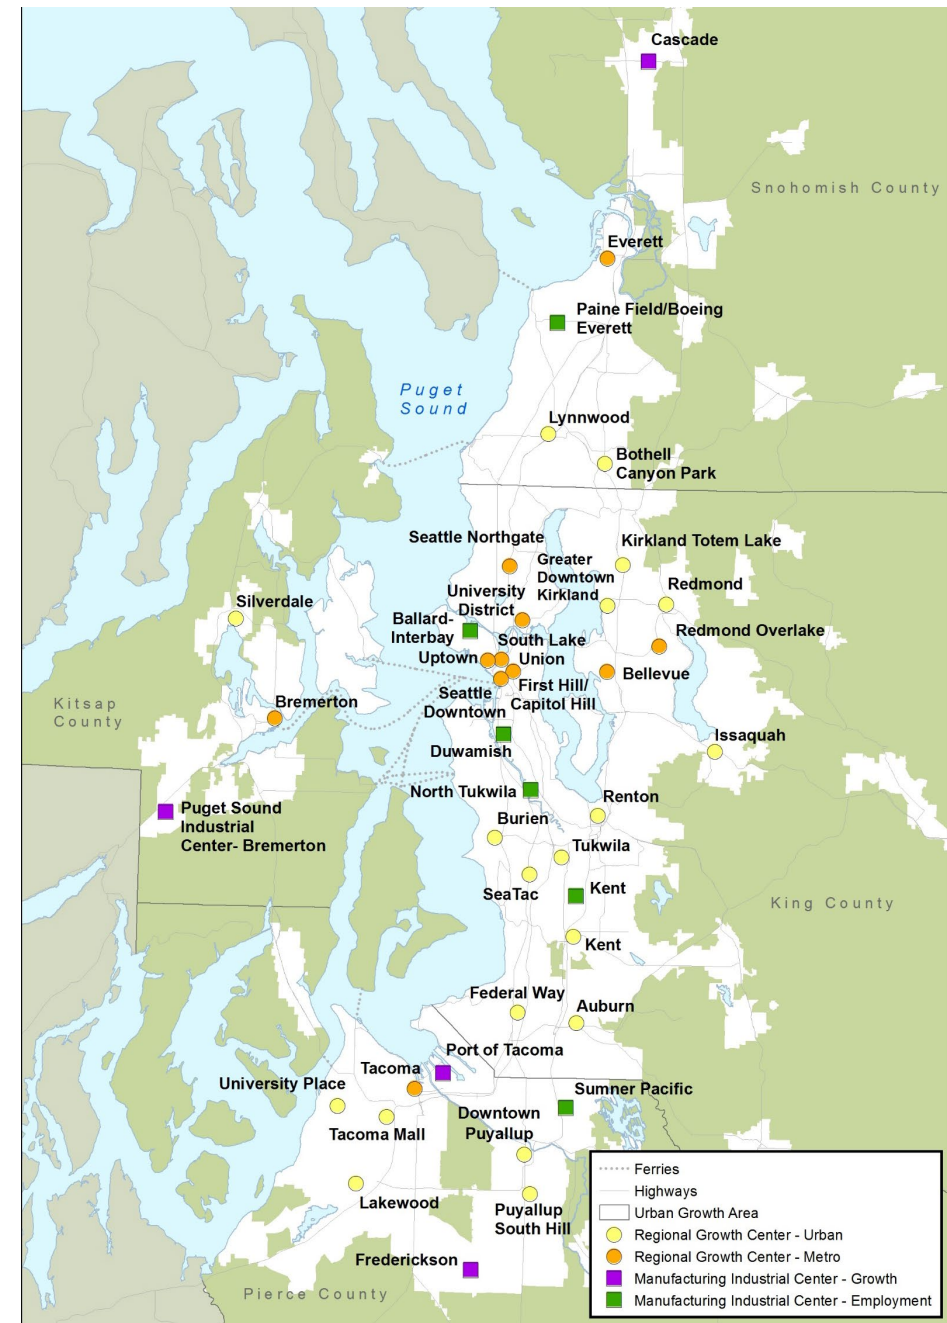 Cascade
Snohomish County
Everett
Paine Field/Boeing
Everett
Puget
Sound
Lynnwood
Bothell
Canyon Park
Seattle Northgate
Kirkland Totem Lake
Greater
Downtown
Kirkland
Redmond
University
District
Silverdale
Ballard-
Interbay
South Lake
Union
Redmond Overlake
Uptown
Bellevue
First Hill/
Capitol Hill
Seattle
Downtown
Bremerton
Kitsap
County
Issaquah
Duwamish
North Tukwila
Renton
Puget Sound
Industrial
Center- Bremerton
Burien
Tukwila
SeaTac
Kent
King County
Kent
Federal Way
Auburn
Port of Tacoma
Tacoma
University Place
Sumner Pacific
Downtown
Puyallup
Tacoma Mall
Lakewood
Puyallup
South Hill
Frederickson
Pierce County
Ferries
Highways
Urban Growth Area
Regional Growth Center - Urban
Regional Growth Center - Metro
Manufacturing Industrial Center - Growth
Manufacturing Industrial Center - Employment